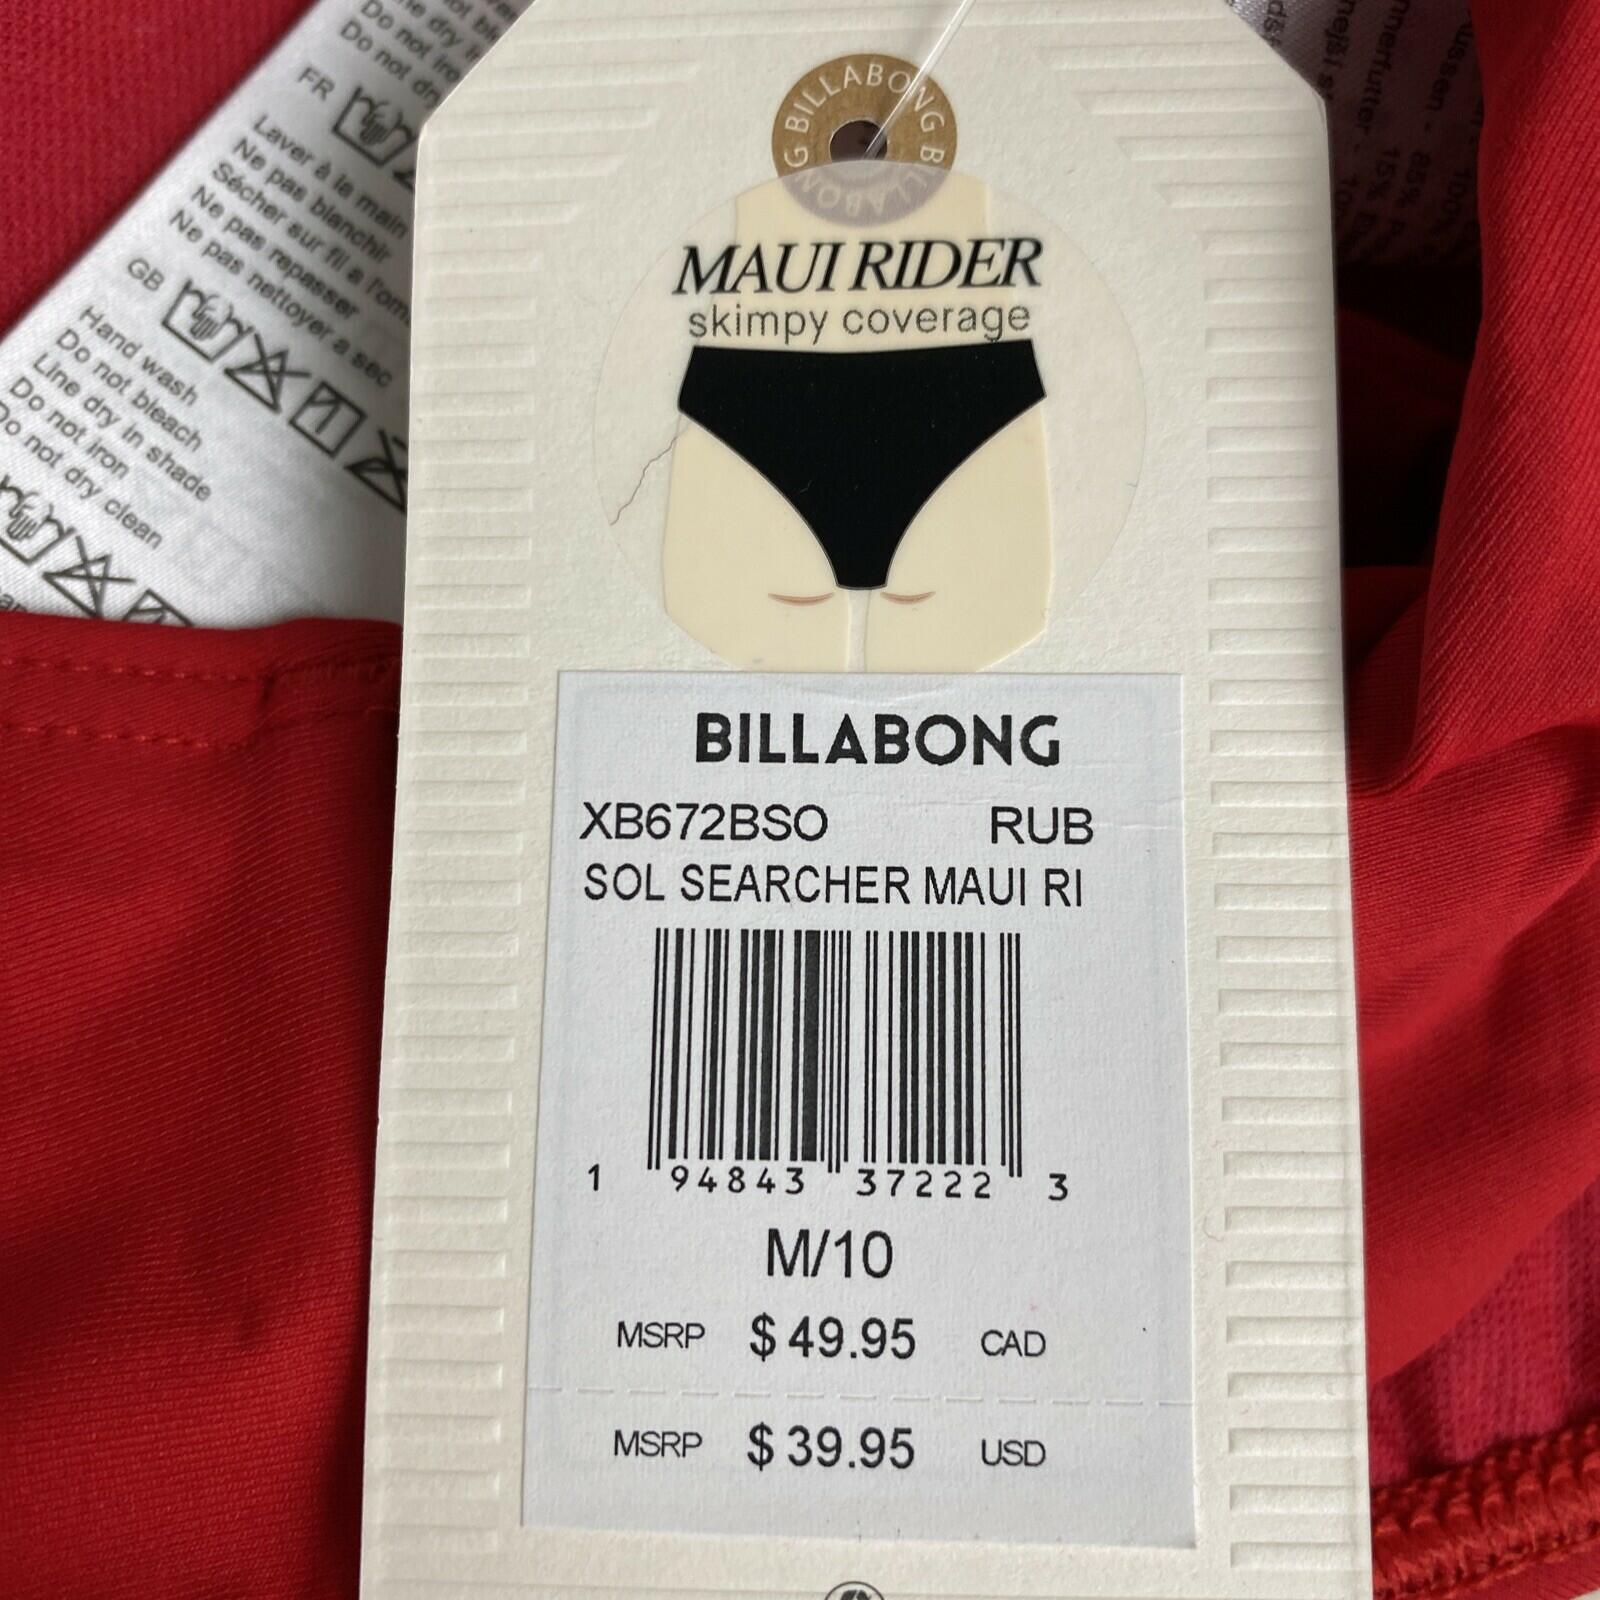 BILLABONG BILLABONG
MAUI RIDER
skimpy coverage
BILLABONG
XB672BSO RUB
SOL SEARCHER MAUI RI
1 94843 37222 3
M/10
MSRP $ 49.95 CAD
MSRP $ 39.95 USD
Do not iron
Do not dry
FR
Laver à la main
Ne pas blanchir
Sécher sur fil a l'om
Ne pas repasser
Ne pas nettoyer a sec
GB
Hand wash
Do not bleach
Line dry in shade
Do not iron
Do not dry clean